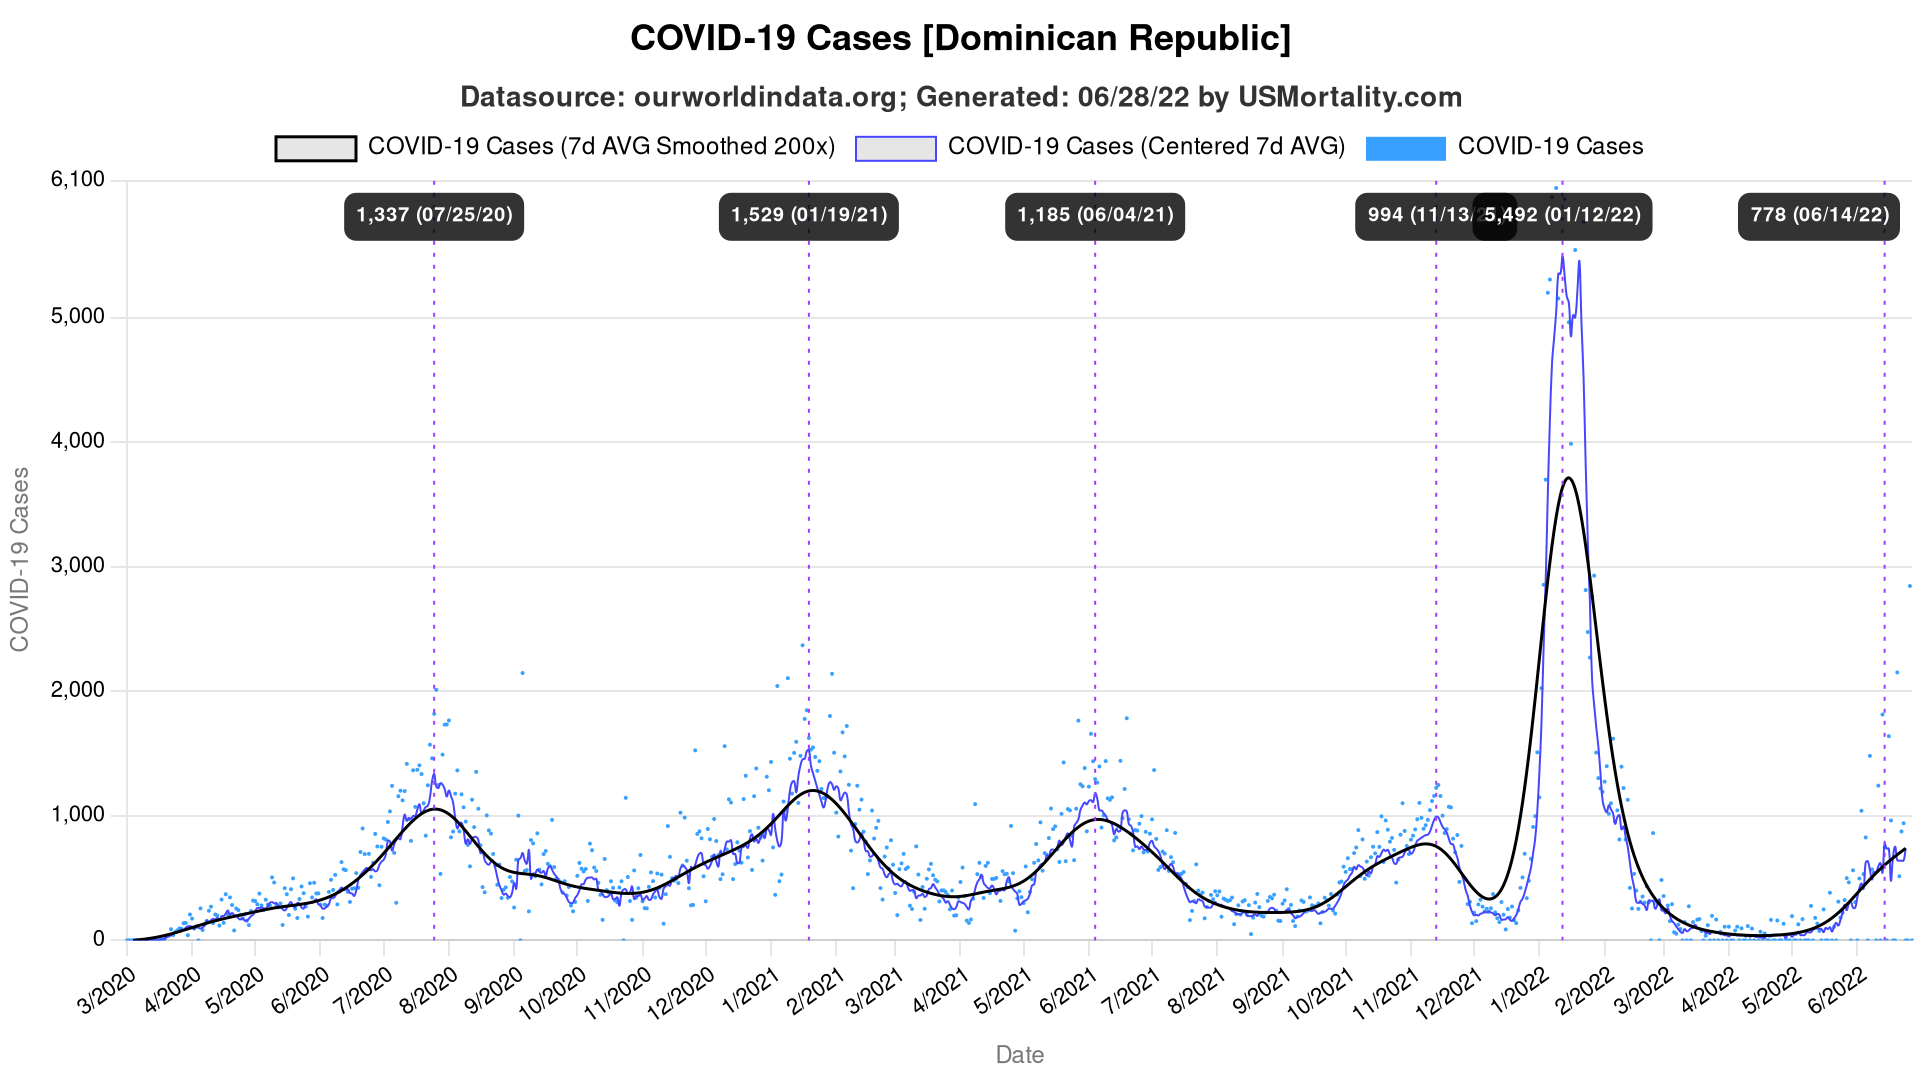 COVID-19 Cases [Dominican Republic]
Datasource: ourworldindata.org; Generated: 06/28/22 by USMortality.com
COVID-19 Cases (7d AVG Smoothed 200x) COVID-19 Cases (Centered 7d AVG) COVID-19 Cases
1,337 (07/25/20) 1,529 (01/19/21) 1,185 (06/04/21) 994 (11/13/ 5,492 (01/12/22) 778 (06/14/22)
6,100
5,000
4,000
3,000
2,000
1,000
0
COVID-19 Cases
3/2020 4/2020 5/2020 6/2020 7/2020 8/2020 9/2020 10/2020 11/2020 12/2020 1/2021 2/2021 3/2021 4/2021 5/2021 6/2021 7/2021 8/2021 9/2021 10/2021 11/2021 12/2021 1/2022 2/2022 3/2022 4/2022 5/2022 6/2022
Date